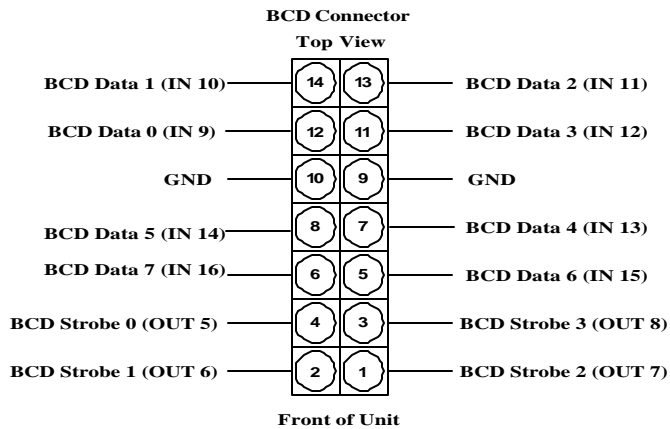 BCD Connector
Top View
BCD Data 1 (IN 10) 14 13 BCD Data 2 (IN 11)
BCD Data 0 (IN 9) 12 11 BCD Data 3 (IN 12)
GND 10 9 GND
BCD Data 5 (IN 14) 8 7 BCD Data 4 (IN 13)
BCD Data 7 (IN 16) 6 5 BCD Data 6 (IN 15)
BCD Strobe 0 (OUT 5) 4 3 BCD Strobe 3 (OUT 8)
BCD Strobe 1 (OUT 6) 2 1 BCD Strobe 2 (OUT 7)
Front of Unit